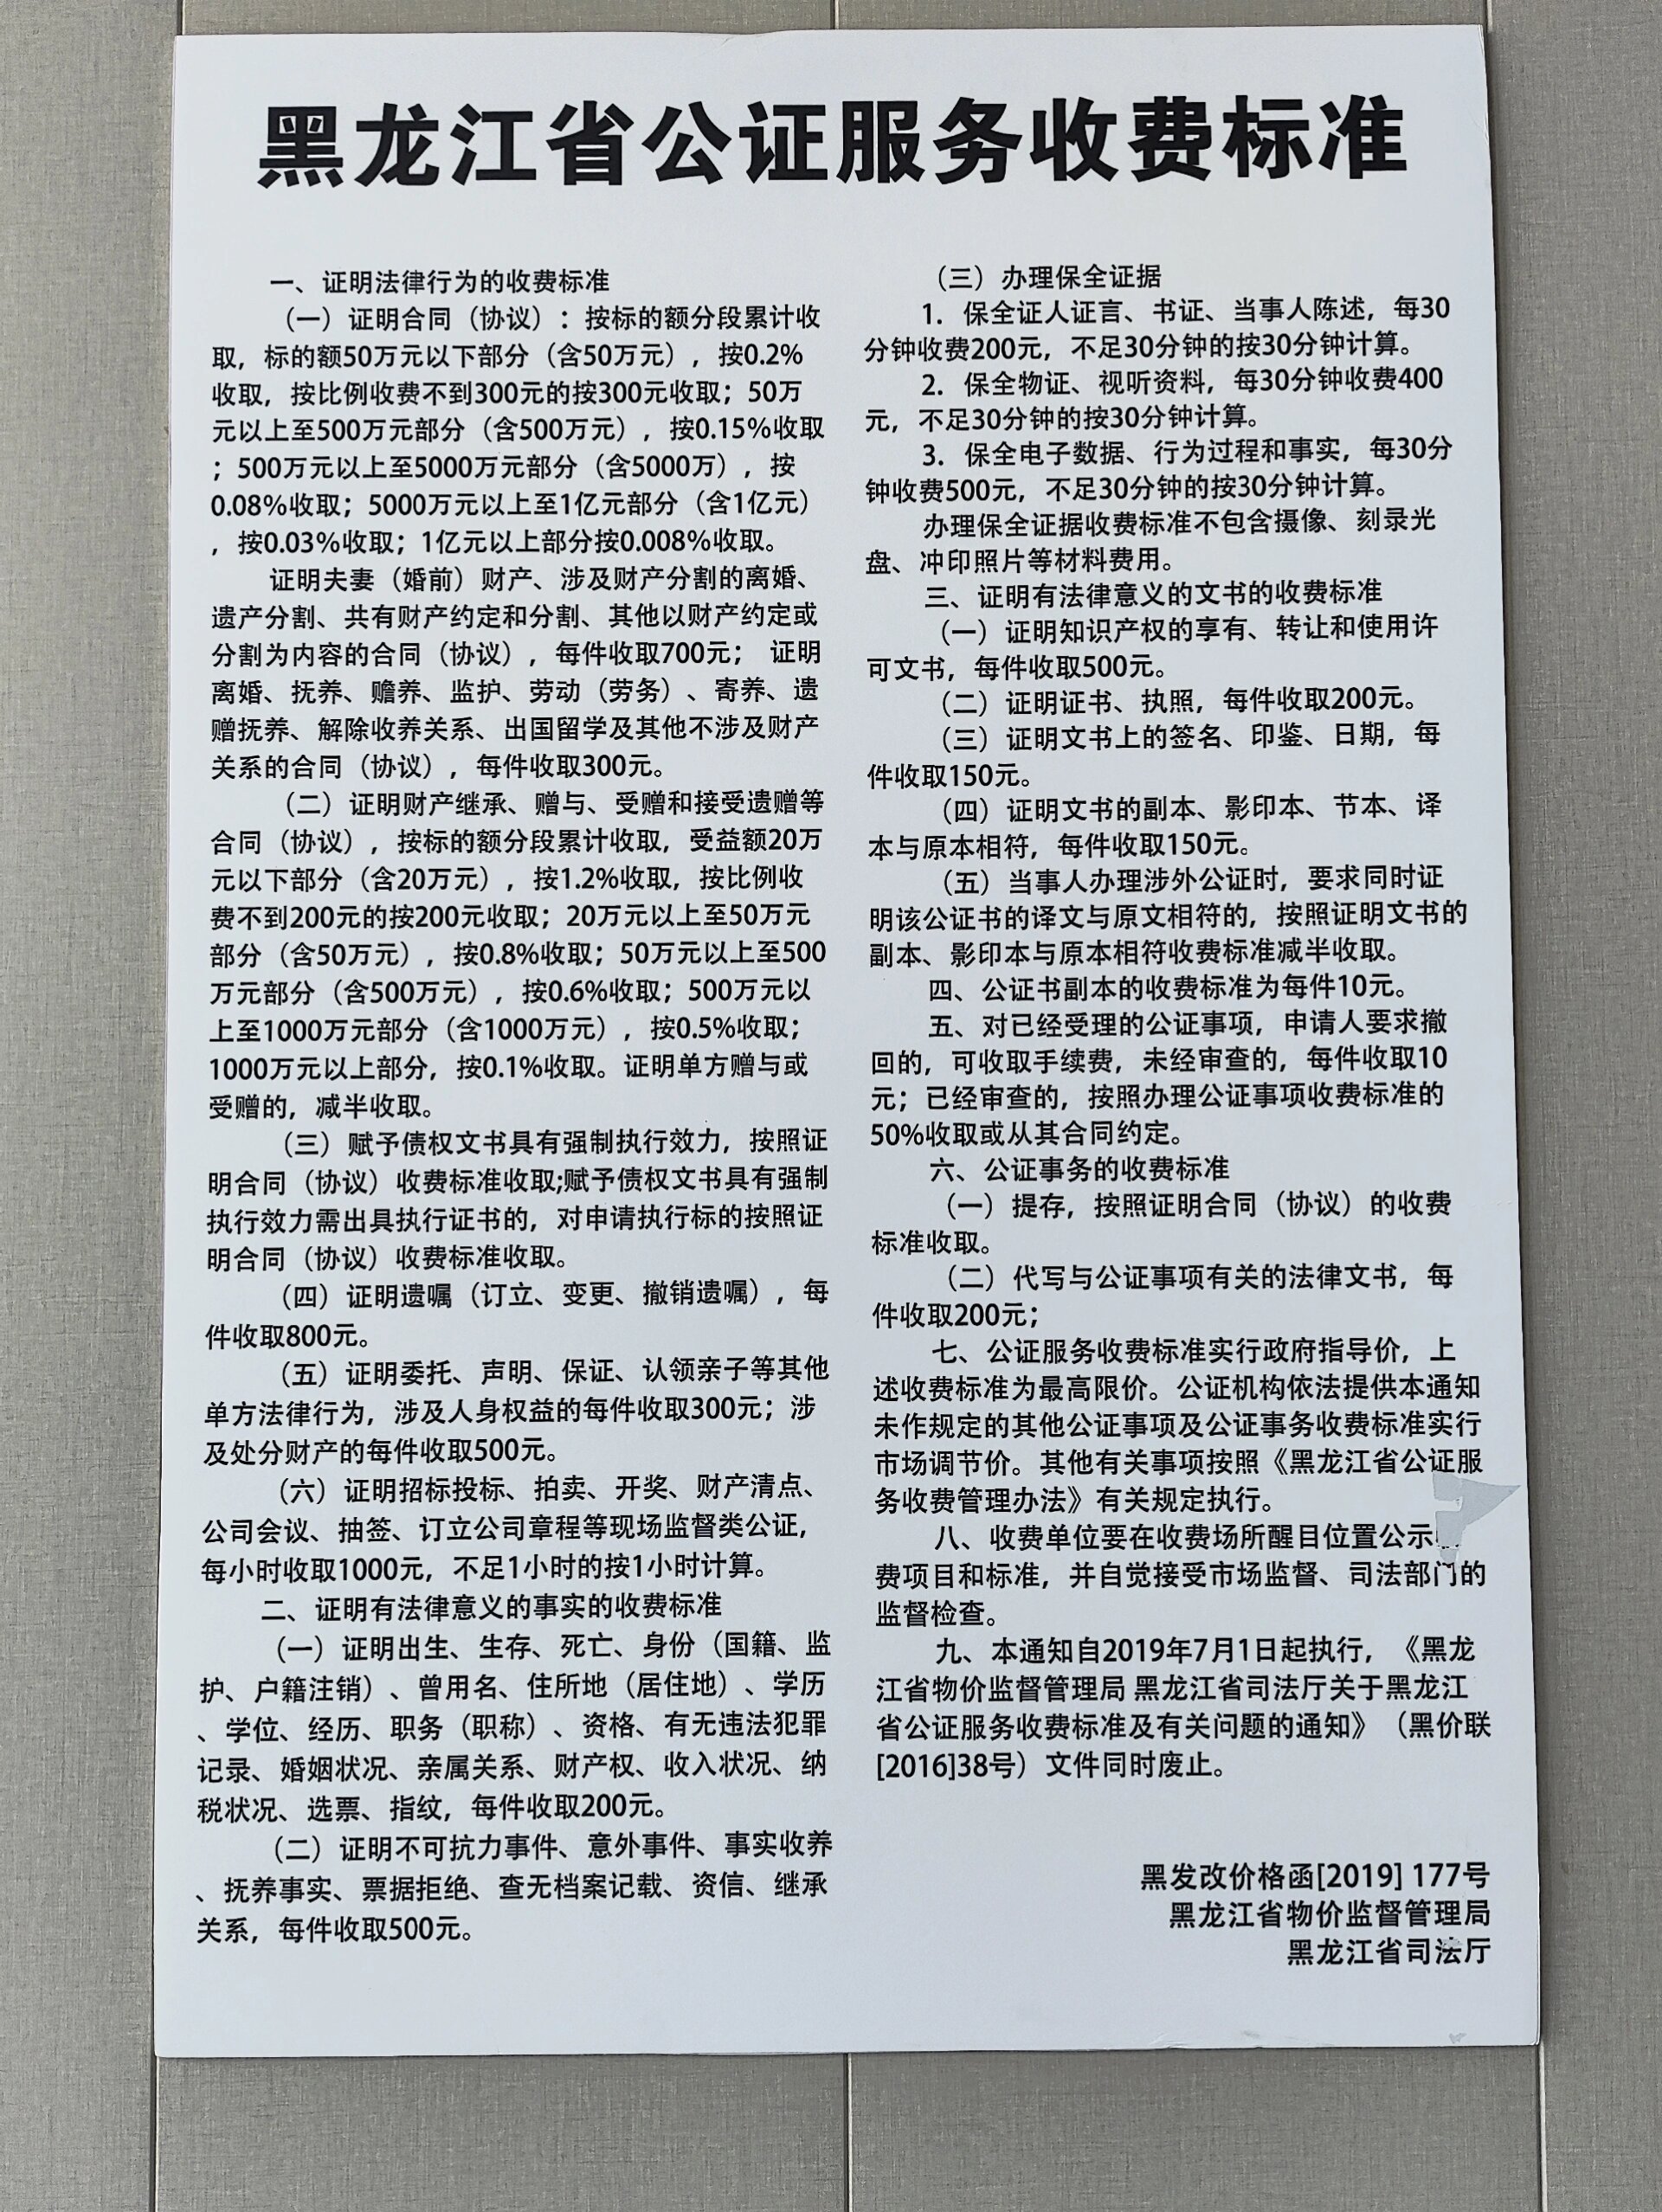 黑龙江省公证服务收费标准
一、证明法律行为的收费标准
（一）证明合同（协议）：按标的额分段累计收
取，标的额50万元以下部分（含50万元），按0.2%
收取，按比例收费不到300元的按300元收取；50万
元以上至500万元部分（含500万元），按0.15%收取
；500万元以上至5000万元部分（含5000万），按
0.08%收取；5000万元以上至1亿元部分（含1亿元）
，按0.03%收取；1亿元以上部分按0.008%收取。
证明夫妻（婚前）财产、涉及财产分割的离婚、
遗产分割、共有财产约定和分割、其他以财产约定或
分割为内容的合同（协议），每件收取700元； 证明
离婚、抚养、赡养、监护、劳动（劳务）、寄养、遗
赠抚养、解除收养关系、出国留学及其他不涉及财产
关系的合同（协议），每件收取300元。
（二）证明财产继承、赠与、受赠和接受遗赠等
合同（协议），按标的额分段累计收取，受益额20万
元以下部分（含20万元），按1.2%收取，按比例收
费不到200元的按200元收取；20万元以上至50万元
部分（含50万元），按0.8%收取；50万元以上至500
万元部分（含500万元），按0.6%收取；500万元以
上至1000万元部分（含1000万元），按0.5%收取；
1000万元以上部分，按0.1%收取。证明单方赠与或
受赠的，减半收取。
（三）赋予债权文书具有强制执行效力，按照证
明合同（协议）收费标准收取;赋予债权文书具有强制
执行效力需出具执行证书的，对申请执行标的按照证
明合同（协议）收费标准收取。
（四）证明遗嘱（订立、变更、撤销遗嘱），每
件收取800元。
（五）证明委托、声明、保证、认领亲子等其他
单方法律行为，涉及人身权益的每件收取300元；涉
及处分财产的每件收取500元。
（六）证明招标投标、拍卖、开奖、财产清点、
公司会议、抽签、订立公司章程等现场监督类公证，
每小时收取1000元，不足1小时的按1小时计算。
二、证明有法律意义的事实的收费标准
（一）证明出生、生存、死亡、身份（国籍、监
护、户籍注销）、曾用名、住所地（居住地）、学历
、学位、经历、职务（职称）、资格、有无违法犯罪
记录、婚姻状况、亲属关系、财产权、收入状况、纳
税状况、选票、指纹，每件收取200元。
（二）证明不可抗力事件、意外事件、事实收养
、抚养事实、票据拒绝、查无档案记载、资信、继承
关系，每件收取500元。
（三）办理保全证据
1．保全证人证言、书证、当事人陈述，每30
分钟收费200元，不足30分钟的按30分钟计算。
2．保全物证、视听资料，每30分钟收费400
元，不足30分钟的按30分钟计算。
3．保全电子数据、行为过程和事实，每30分
钟收费500元，不足30分钟的按30分钟计算。
办理保全证据收费标准不包含摄像、刻录光
盘、冲印照片等材料费用。
三、证明有法律意义的文书的收费标准
（一）证明知识产权的享有、转让和使用许
可文书，每件收取500元。
（二）证明证书、执照，每件收取200元。
（三）证明文书上的签名、印鉴、日期，每
件收取150元。
（四）证明文书的副本、影印本、节本、译
本与原本相符，每件收取150元。
（五）当事人办理涉外公证时，要求同时证
明该公证书的译文与原文相符的，按照证明文书的
副本、影印本与原本相符收费标准减半收取。
四、公证书副本的收费标准为每件10元。
五、对已经受理的公证事项，申请人要求撤
回的，可收取手续费，未经审查的，每件收取10
元；已经审查的，按照办理公证事项收费标准的
50%收取或从其合同约定。
六、公证事务的收费标准
（一）提存，按照证明合同（协议）的收费
标准收取。
（二）代写与公证事项有关的法律文书，每
件收取200元；
七、公证服务收费标准实行政府指导价，上
述收费标准为最高限价。公证机构依法提供本通知
未作规定的其他公证事项及公证事务收费标准实行
市场调节价。其他有关事项按照《黑龙江省公证服
务收费管理办法》有关规定执行。
八、收费单位要在收费场所醒目位置公示
费项目和标准，并自觉接受市场监督、司法部门的
监督检查。
九、本通知自2019年7月1日起执行，《黑龙
江省物价监督管理局 黑龙江省司法厅关于黑龙江
省公证服务收费标准及有关问题的通知》（黑价联
[2016]38号）文件同时废止。
黑发改价格函[2019] 177号
黑龙江省物价监督管理局
黑龙江省司法厅